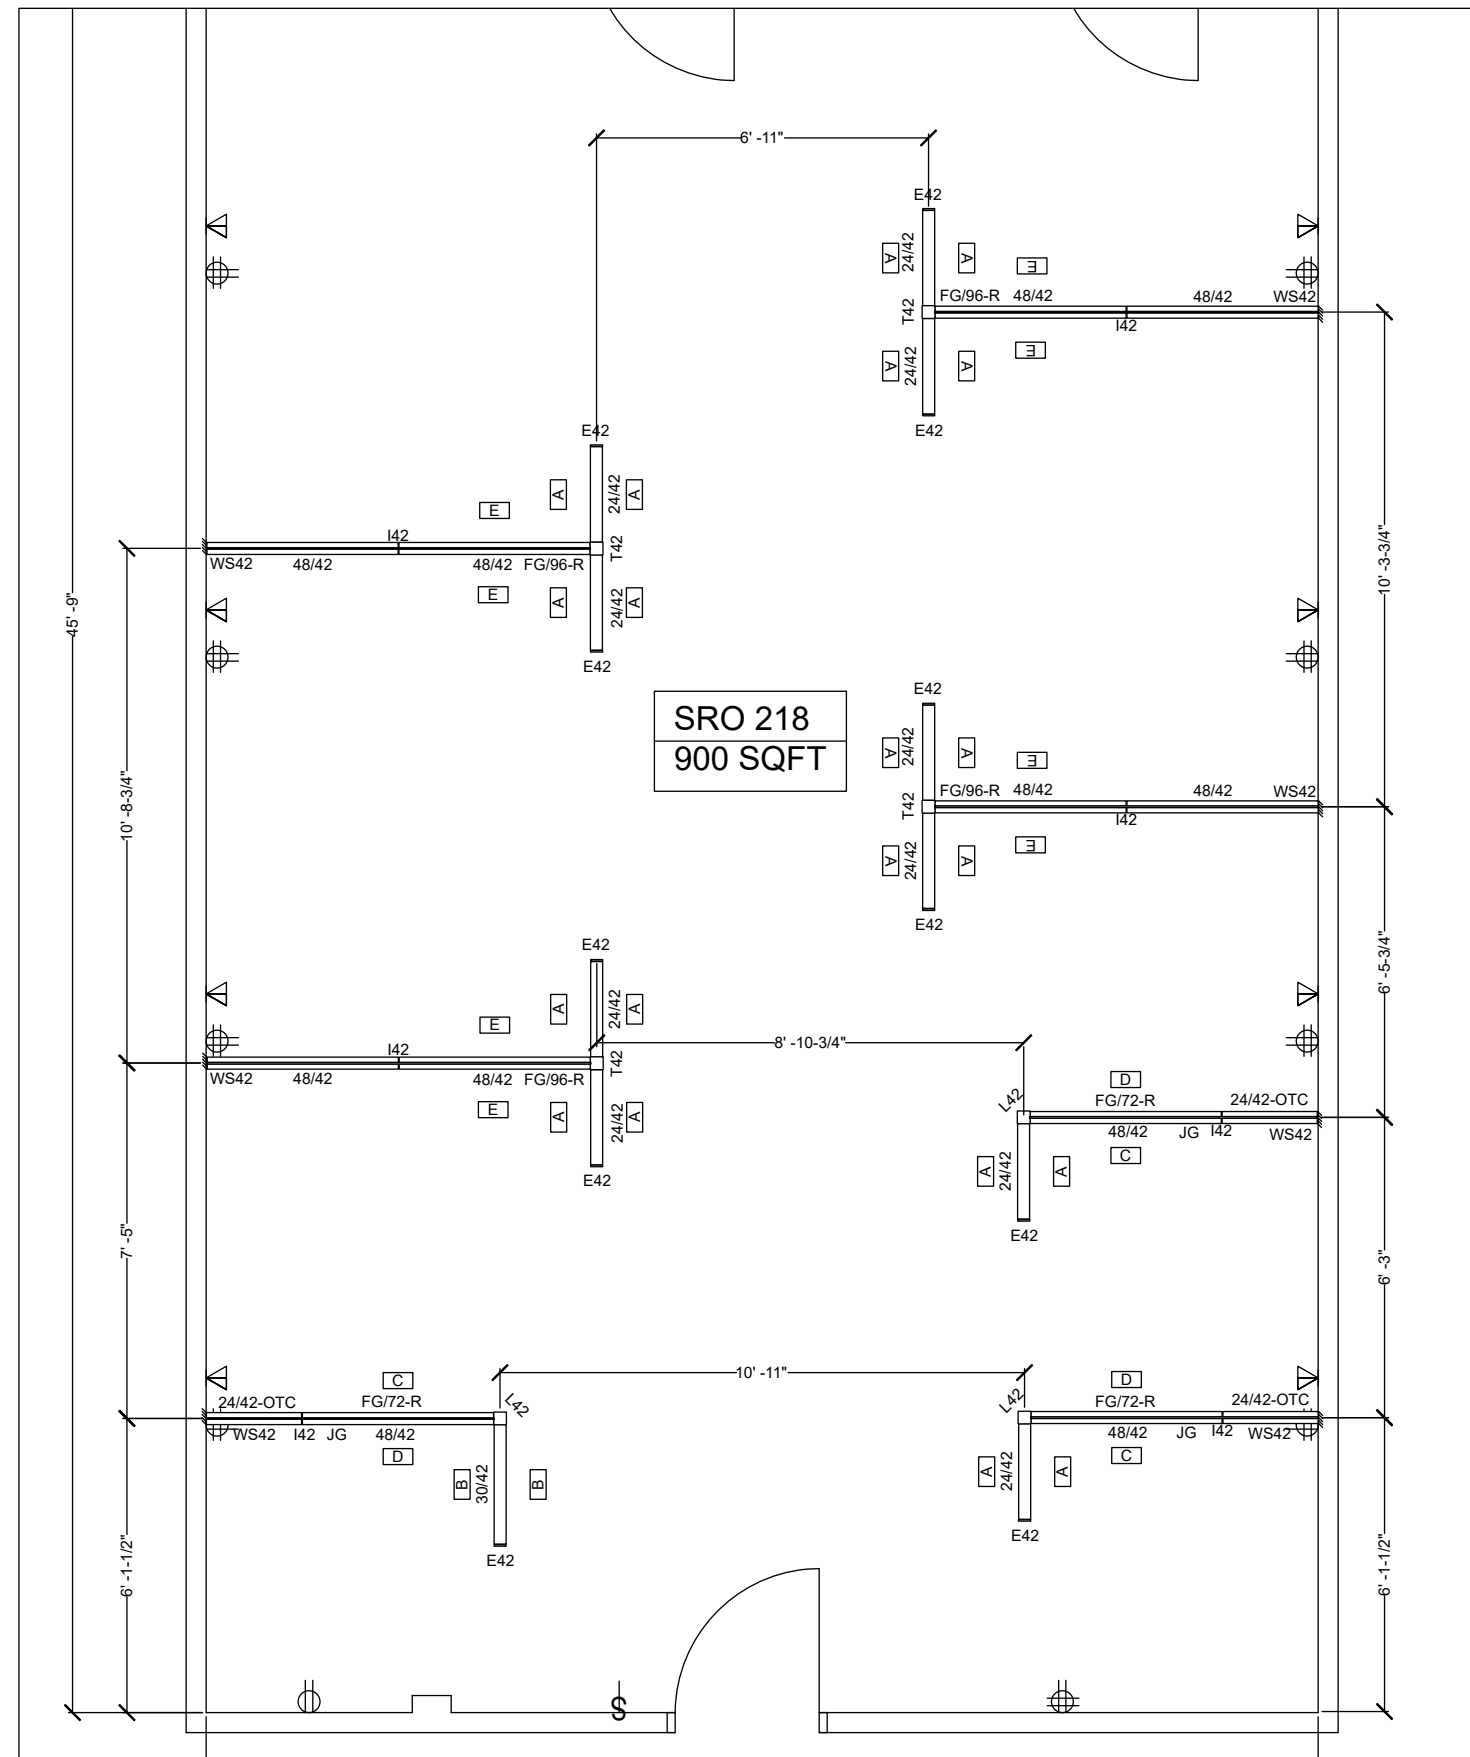 6' -11"
E42
24/42
A
A
E
FG/96-R 48/42 48/42 WS42
T42
I42
24/42
A
A
E
E42
E42
24/42
A
A
E
I42
T42
WS42 48/42 48/42 FG/96-R
E
A
24/42
A
E42
45' -9"
10' -3-3/4"
SRO 218
900 SQFT
E42
24/42
A
A
E
FG/96-R 48/42 48/42 WS42
T42
I42
24/42
A
A
E
E42
10' -8-3/4"
6' -5-3/4"
E42
24/42
A
A
E
I42
T42
8' -10-3/4"
WS42 48/42 48/42 FG/96-R
E
A
24/42
A
E42
L42
D
FG/72-R 24/42-OTC
48/42 JG I42 WS42
C
A
24/42
A
E42
7' -5"
6' -3"
10' -11"
C
24/42-OTC FG/72-R
L42
WS42 I42 JG 48/42
D
B
30/42
B
E42
L42
D
FG/72-R 24/42-OTC
48/42 JG I42 WS42
C
A
24/42
A
E42
6' -1-1/2"
6' -1-1/2"
S